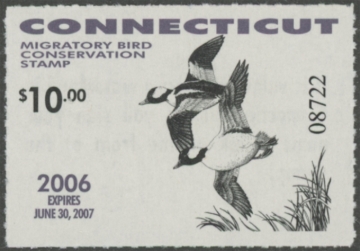 CONNECTICUT
MIGRATORY BIRD
CONSERVATION
STAMP
$10.00
08722
2006
EXPIRES
JUNE 30, 2007